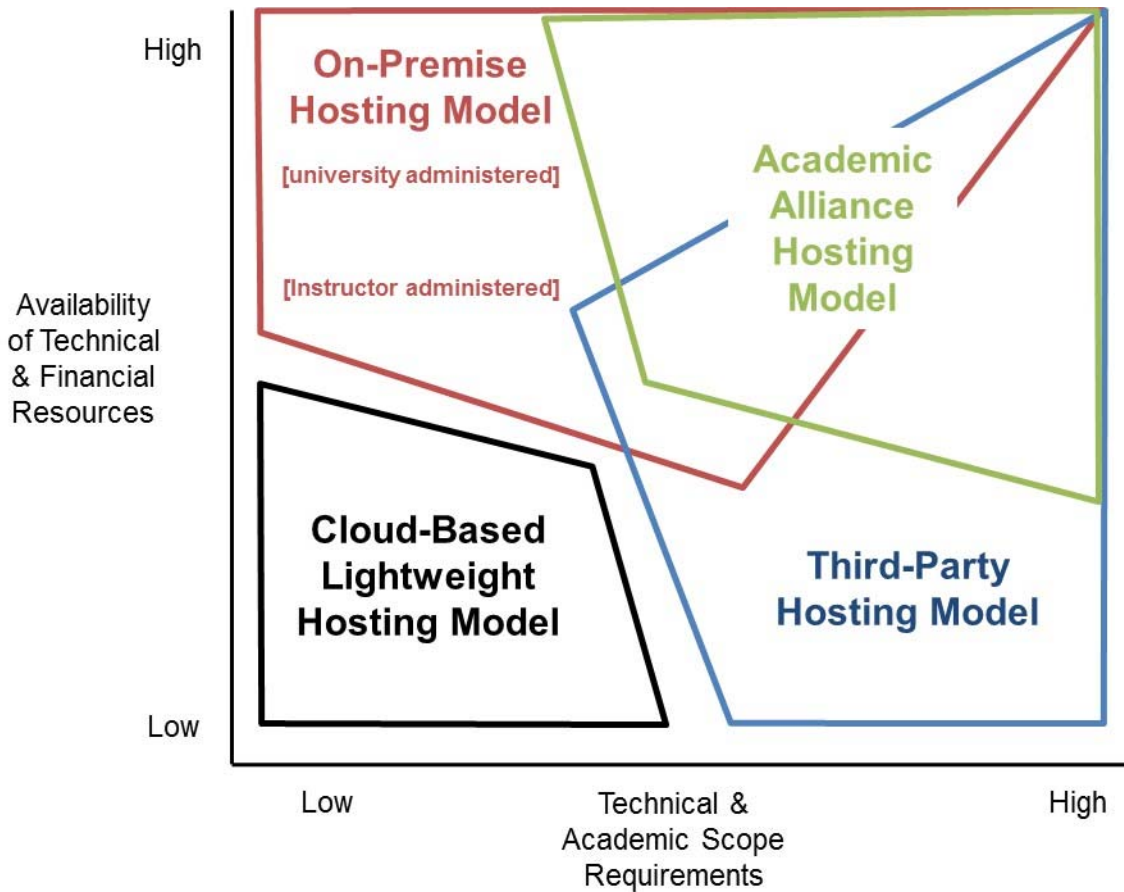 High
On-Premise
Hosting Model
[university administered]
[Instructor administered]
Academic
Alliance
Hosting
Model
Availability
of Technical
& Financial
Resources
Cloud-Based
Lightweight
Hosting Model
Third-Party
Hosting Model
Low
Low
Technical &
Academic Scope
Requirements
High